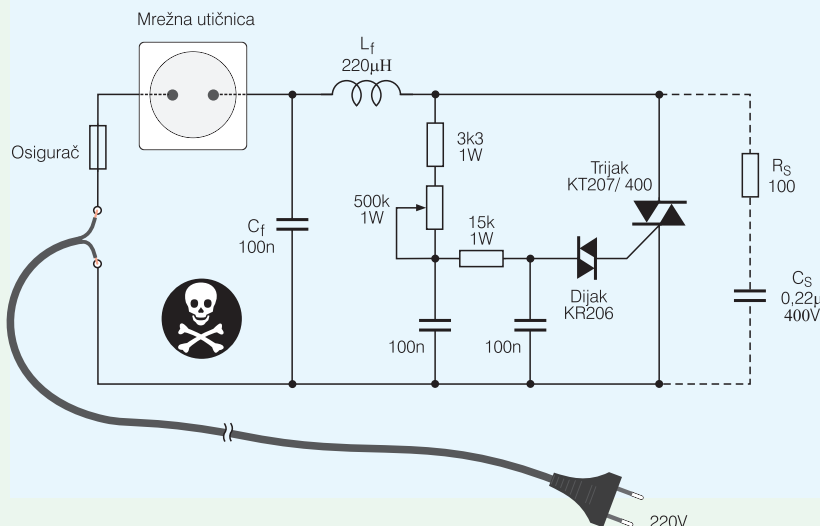 Mrežna utičnica
Lf
220μH
Osigurač
3k3
1W
Trijak
KT207/ 400
RS
100
500k
1W
15k
1W
Cf
100n
Dijak
KR206
CS
0,22μ
400V
100n
100n
220V